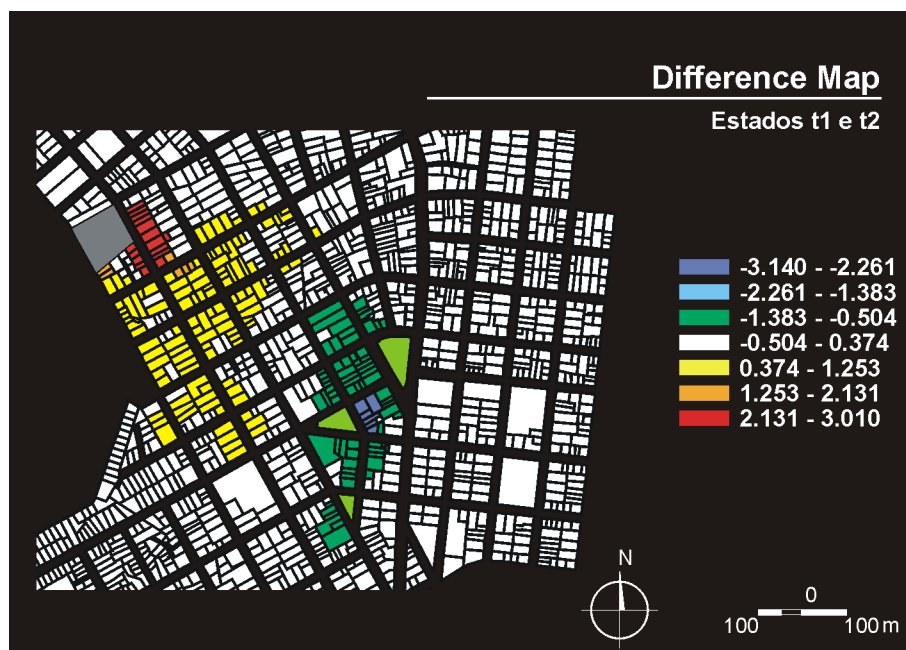 Difference Map
Estados t1 e t2
-3.140 - -2.261
-2.261 - -1.383
-1.383 - -0.504
-0.504 - 0.374
0.374 - 1.253
1.253 - 2.131
2.131 - 3.010
N
0
100 100 m